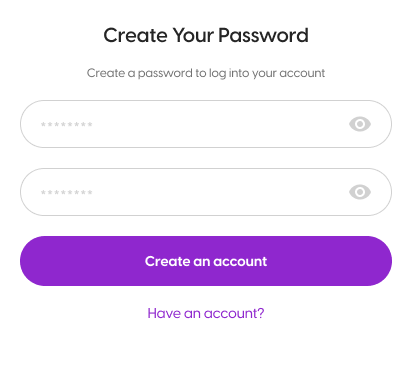 Create Your Password
Create a password to log into your account
********
********
Create an account
Have an account?